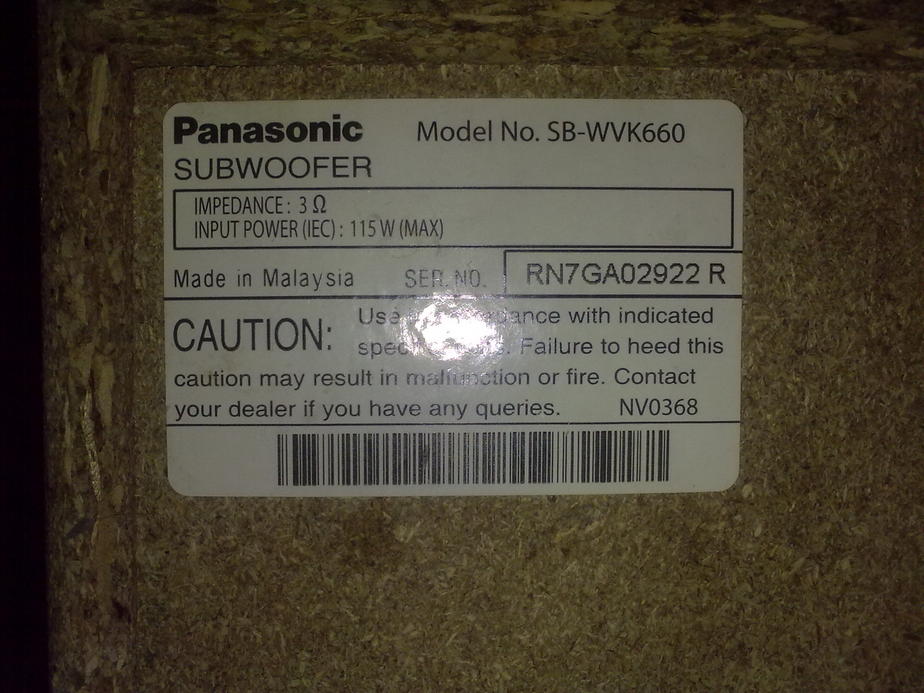 Panasonic Model No. SB-WVK660
SUBWOOFER
IMPEDANCE : 3 Ω
INPUT POWER (IEC) : 115 W (MAX)
Made in Malaysia SER. NO. RN7GA02922 R
CAUTION: Use with indicated
Failure to heed this
caution may result in malfunction or fire. Contact
your dealer if you have any queries. NV0368